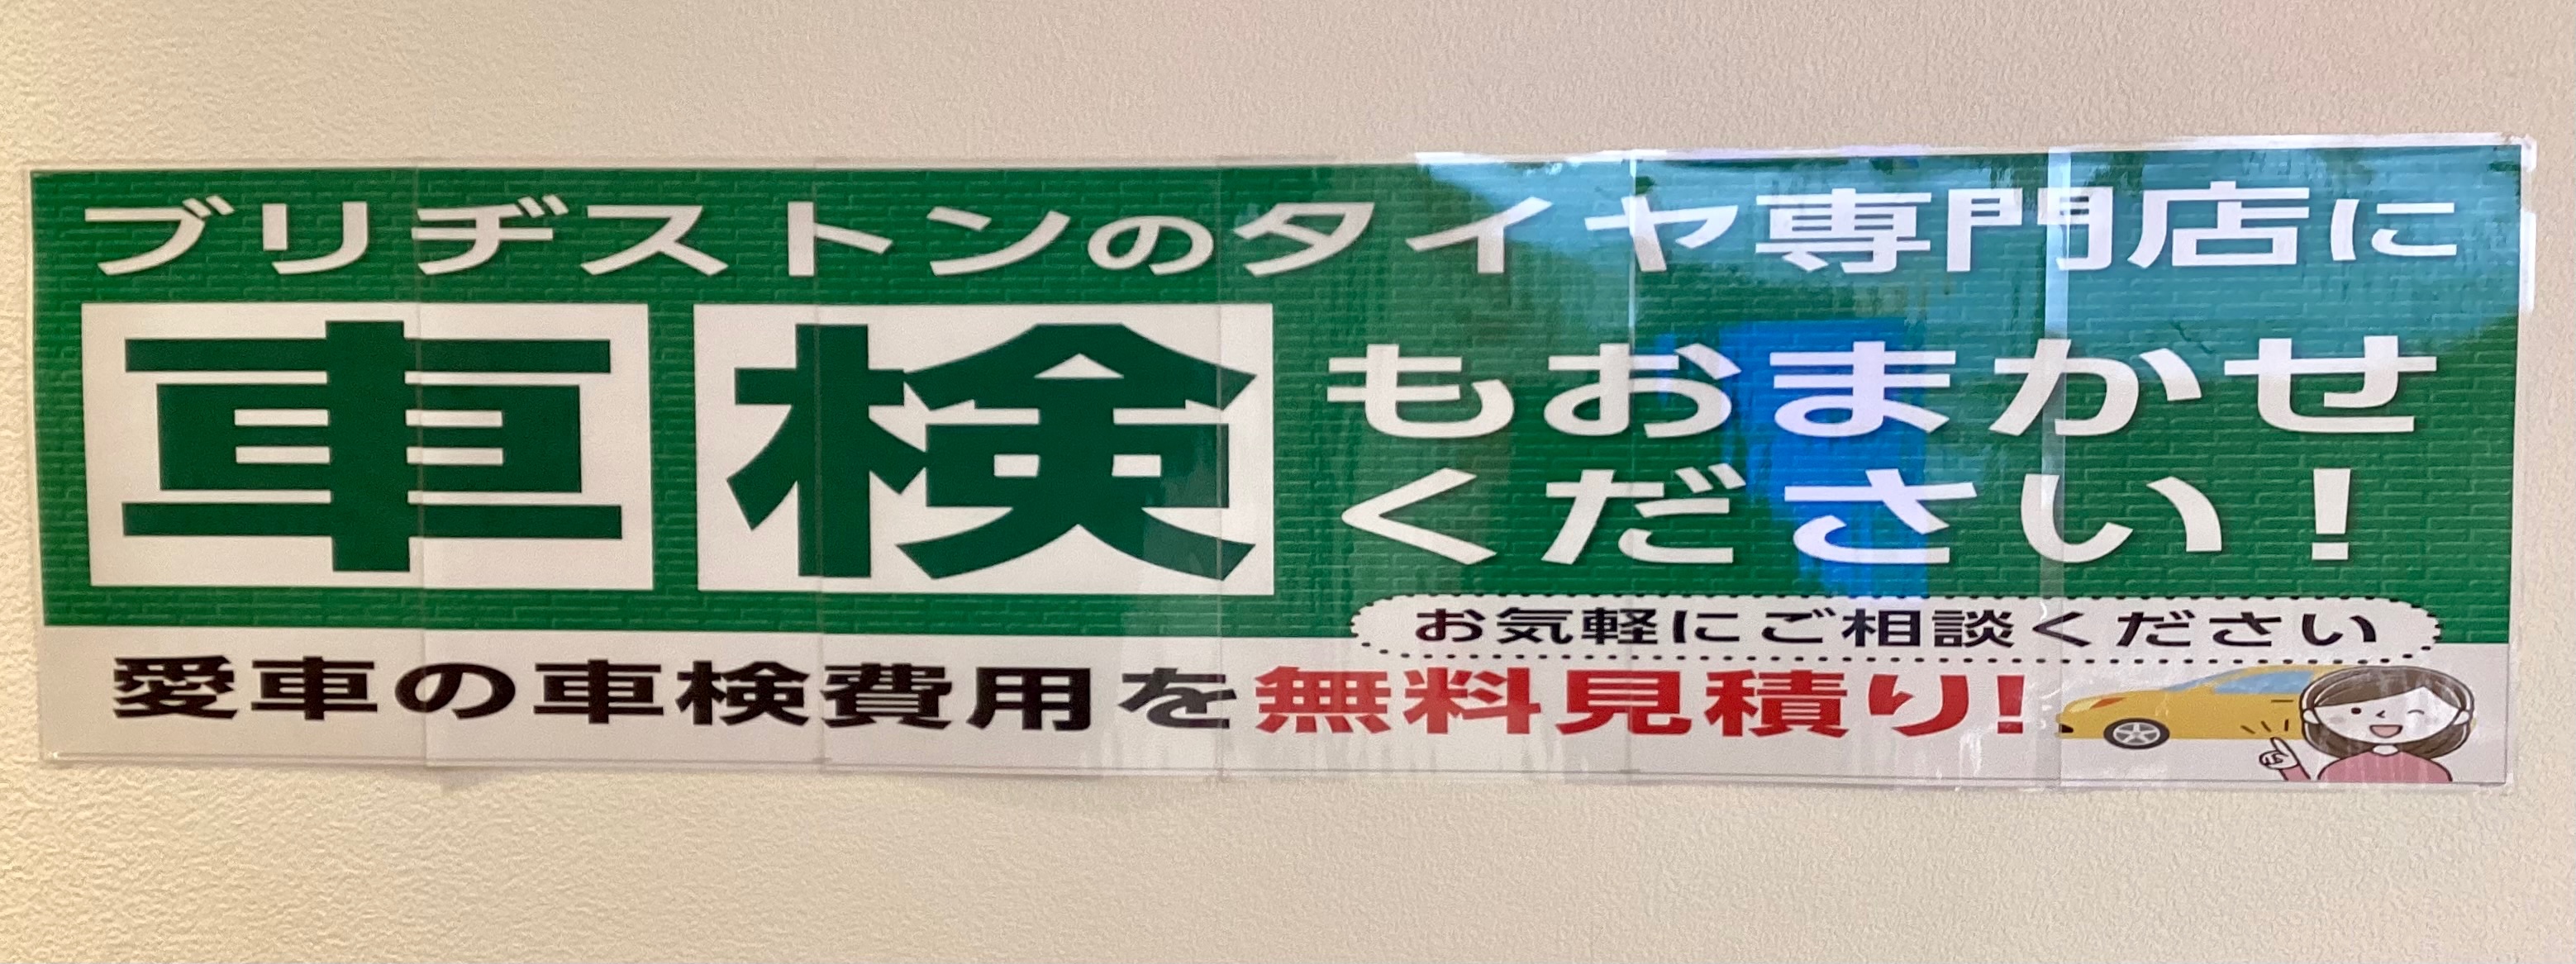 ブリヂストンのタイヤ専門店に
車検もおまかせ
ください!
お気軽にご相談ください
愛車の車検費用を無料見積り!